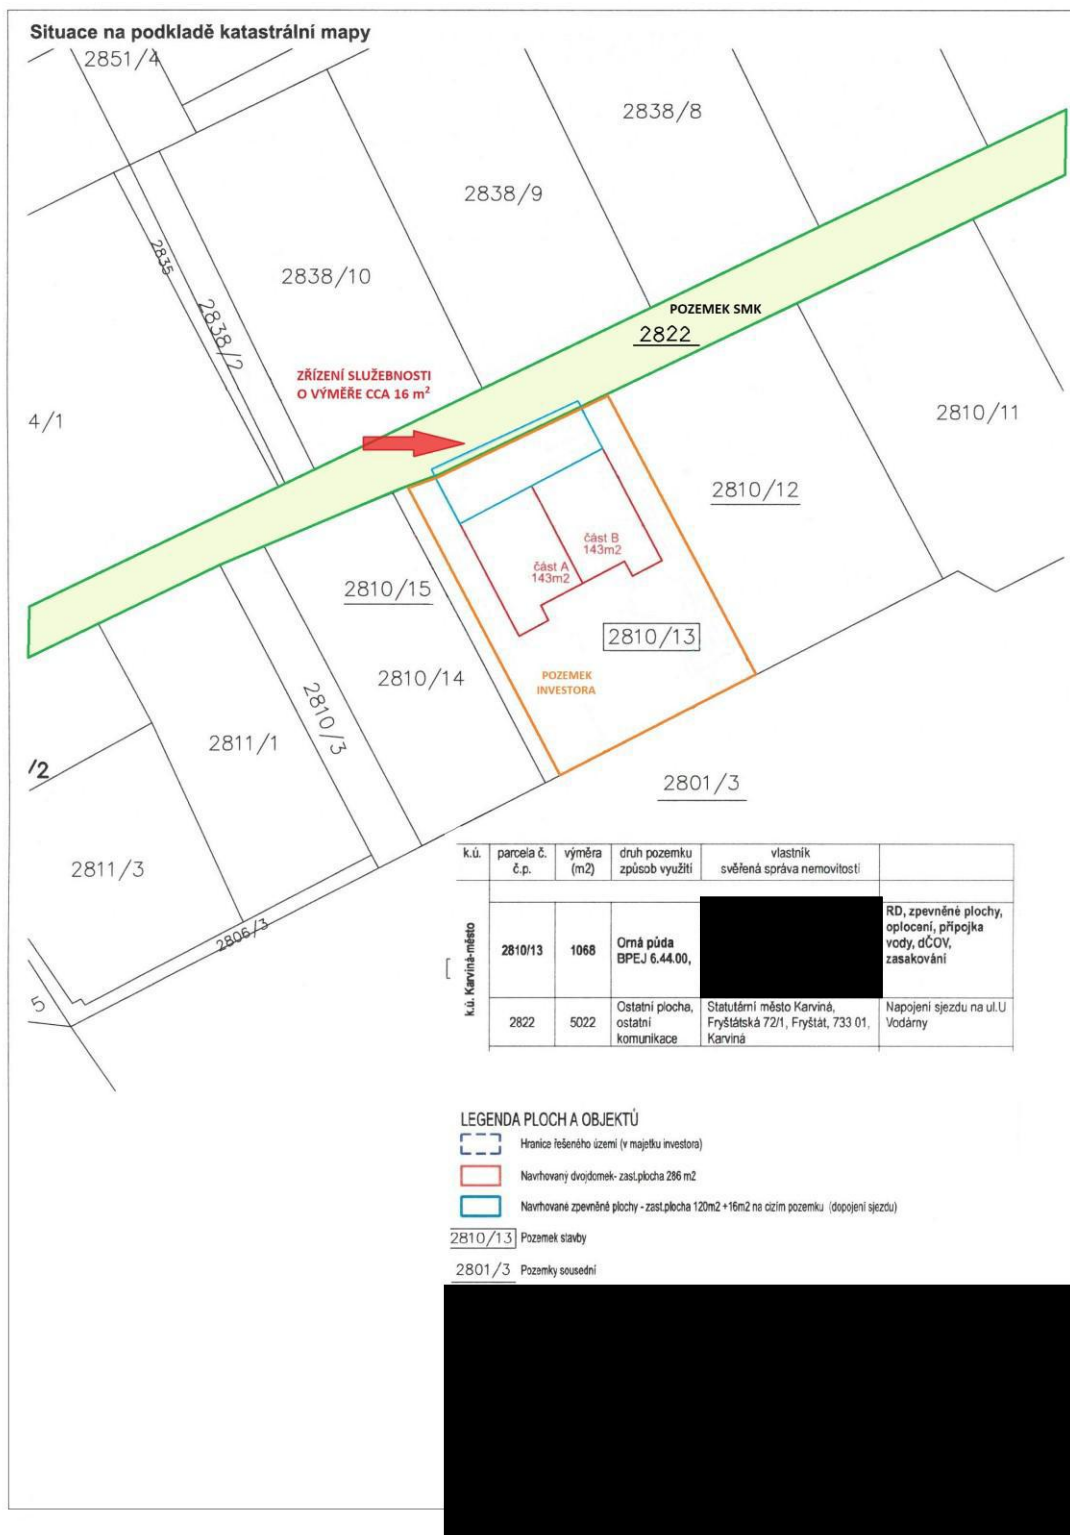 Situace na podkladě katastrální mapy
2851/4
2838/8
2838/9
2835
2838/10
2838/2
POZEMEK SMK
2822
ZŘÍZENÍ SLUŽEBNOSTI
O VÝMĚŘE CCA 16 m²
4/1
2810/11
2810/12
část B
143m2
část A
143m2
2810/15
2810/13
2810/14
POZEMEK
INVESTORA
2810/3
2811/1
/2
2801/3
2811/3
2806/3
5
k.ú. parcela č. výměra druh pozemku vlastník
č.p. (m2) způsob využití svěřená správa nemovitostí
k.ú. Karviná-město
2810/13 1068 Orná půda
BPEJ 6.44.00,
RD, zpevněné plochy,
oplocení, přípojka
vody, dČOV,
zasakování
2822 5022 Ostatní plocha,
ostatní
komunikace
Statutární město Karviná,
Fryštátská 72/1, Fryštát, 733 01,
Karviná
Napojení sjezdu na ul.U
Vodárny
LEGENDA PLOCH A OBJEKTŮ
Hranice řešeného území (v majetku investora)
Navrhovaný dvojdomek- zast.plocha 286 m2
Navrhované zpevněné plochy - zast.plocha 120m2 +16m2 na cizím pozemku (dopojení sjezdu)
2810/13 Pozemek stavby
2801/3 Pozemky sousední